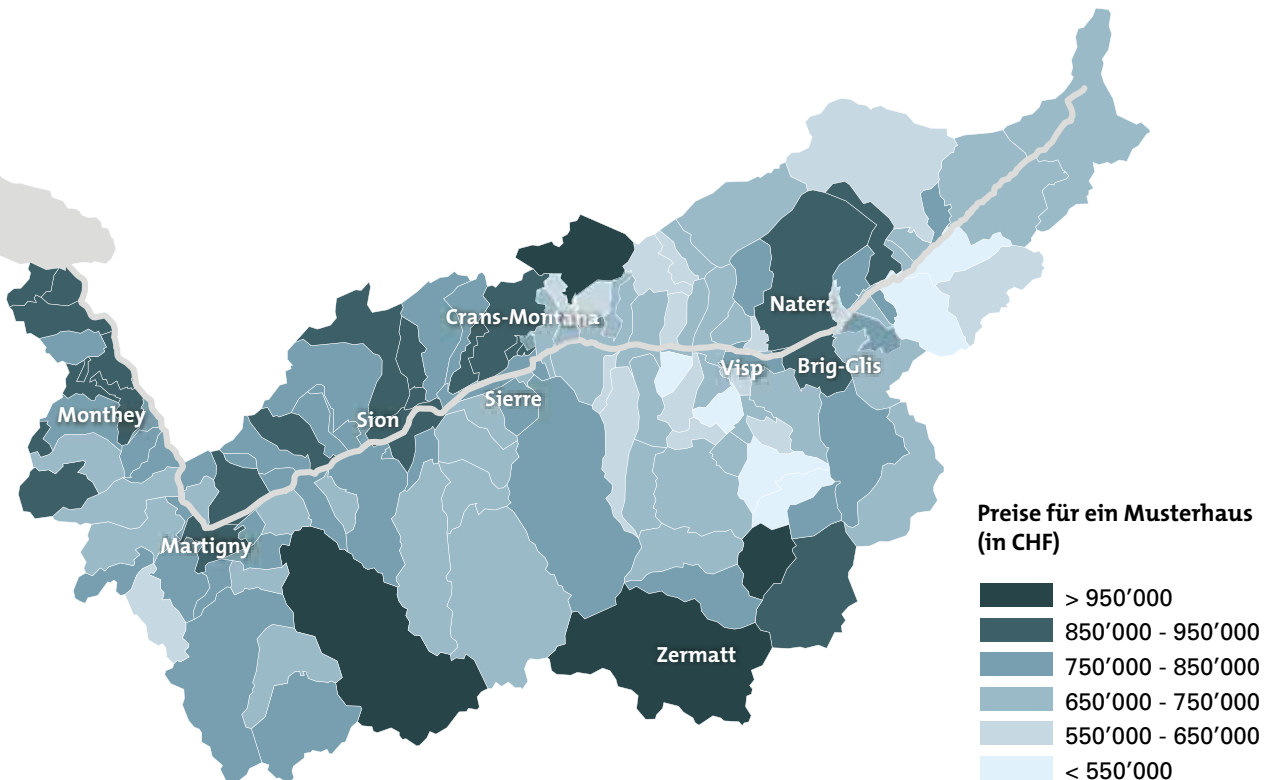 Naters
Crans-Montana
Visp
Brig-Glis
Sierre
Monthey
Sion
Martigny
Zermatt
Preise für ein Musterhaus
(in CHF)
> 950’000
850’000 - 950’000
750’000 - 850’000
650’000 - 750’000
550’000 - 650’000
< 550’000